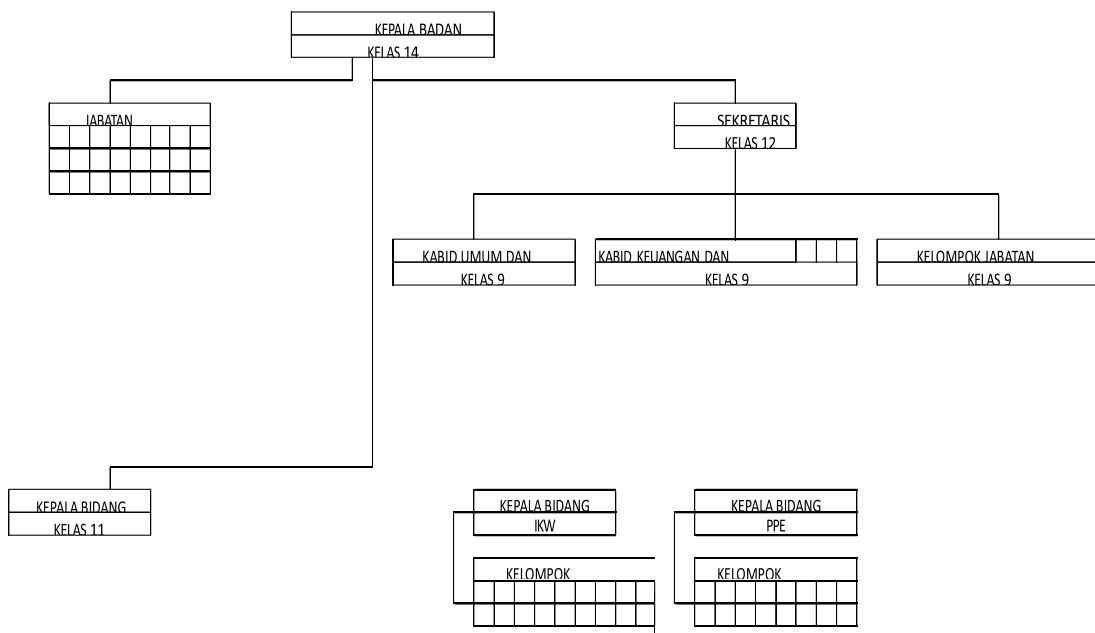 KEPALA BADAN
KELAS 14
JABATAN
SEKRETARIS
KELAS 12
KABID UMUM DAN
KELAS 9
KABID KEUANGAN DAN
KELAS 9
KELOMPOK JABATAN
KELAS 9
KEPALA BIDANG
KELAS 11
KEPALA BIDANG
IKW
KELOMPOK
KEPALA BIDANG
PPE
KELOMPOK